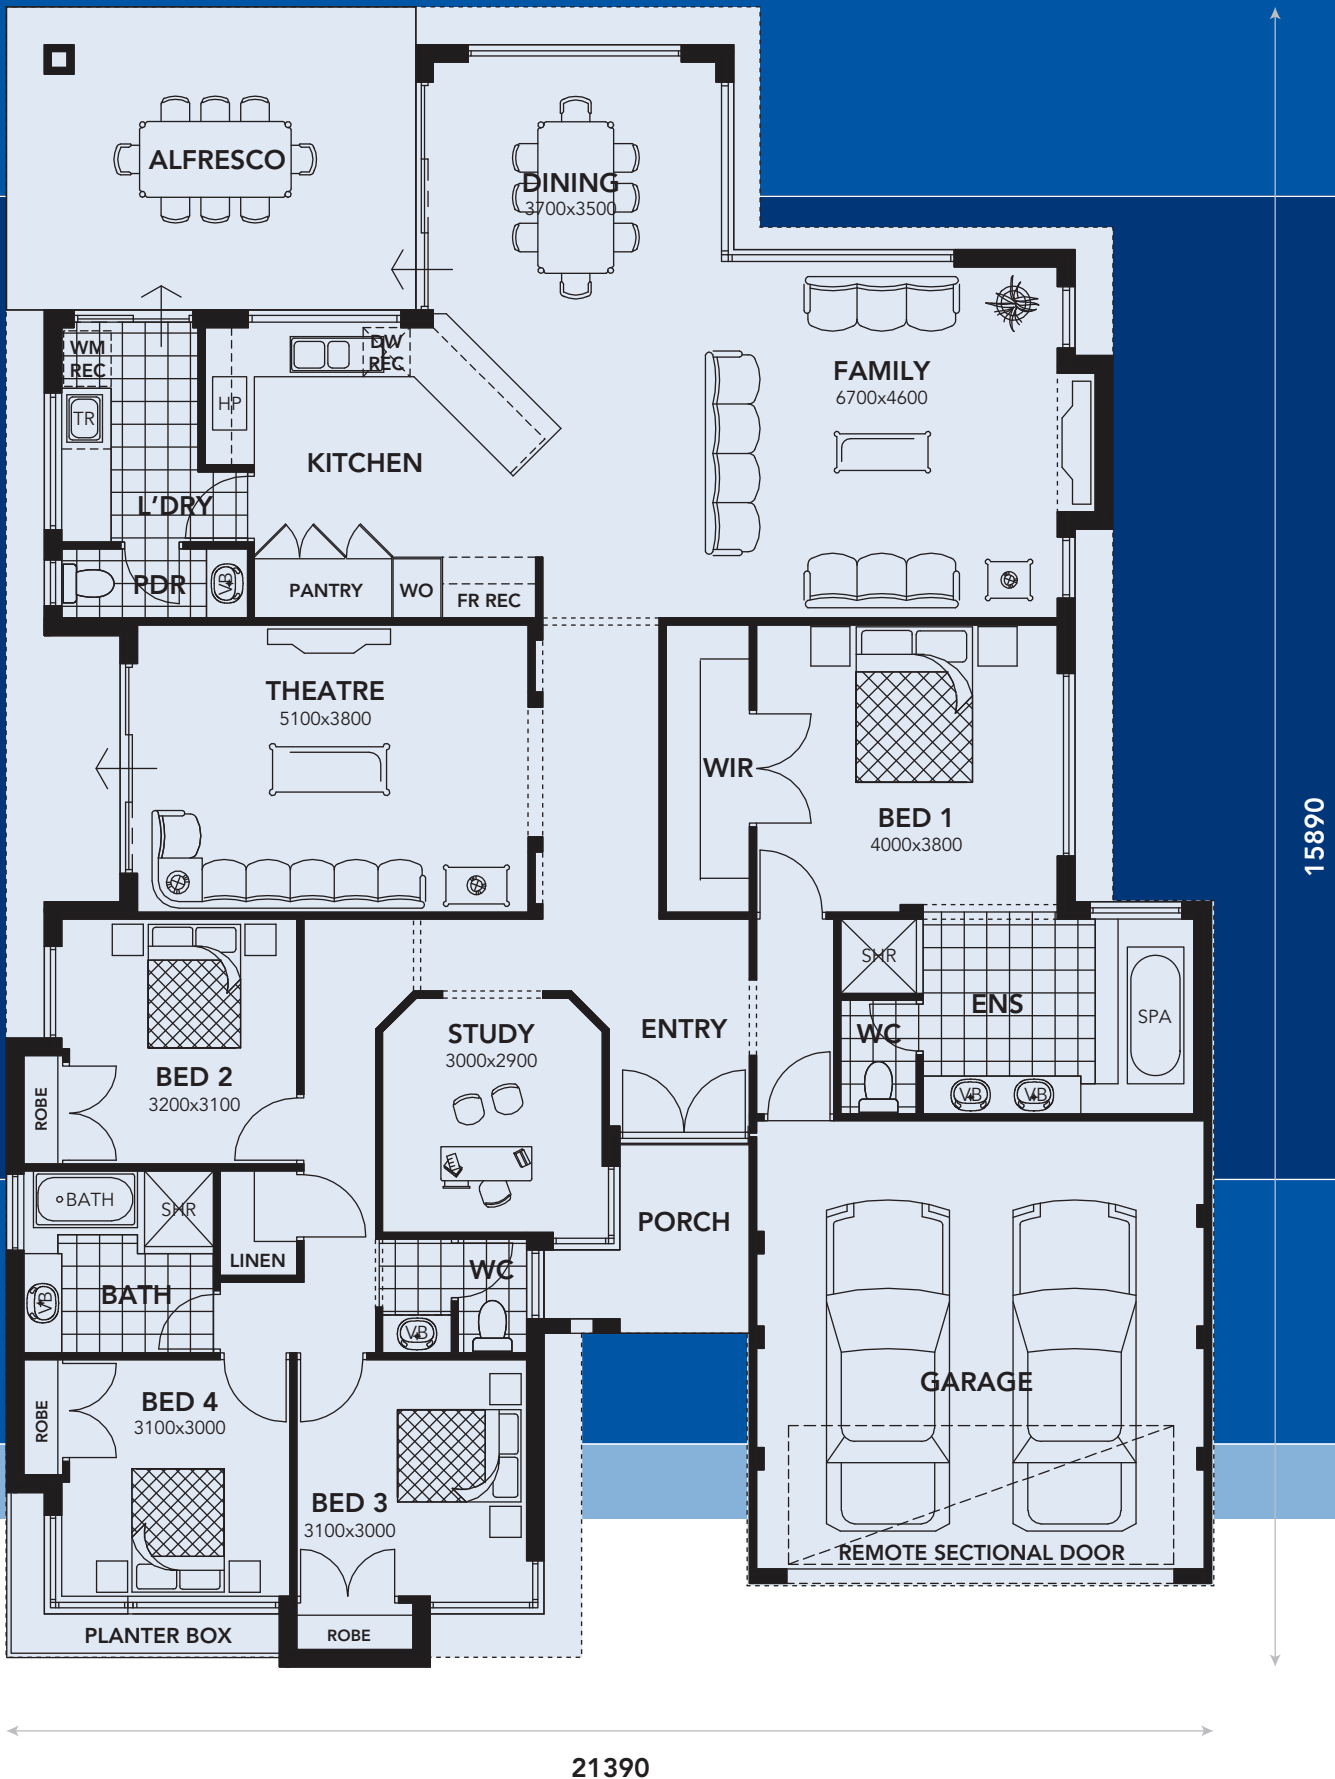 ALFRESCO
DINING
3700x3500
WM
REC
TR
HP
DW
REC
FAMILY
6700x4600
KITCHEN
L'DRY
PDR
VB
PANTRY
WO
FR REC
THEATRE
5100x3800
WIR
BED 1
4000x3800
15890
SHR
ENS
SPA
WC
VB
VB
STUDY
3000x2900
ENTRY
BED 2
3200x3100
ROBE
BATH
SHR
LINEN
PORCH
BATH
VB
WC
VB
GARAGE
BED 4
3100x3000
ROBE
BED 3
3100x3000
REMOTE SECTIONAL DOOR
PLANTER BOX
ROBE
21390